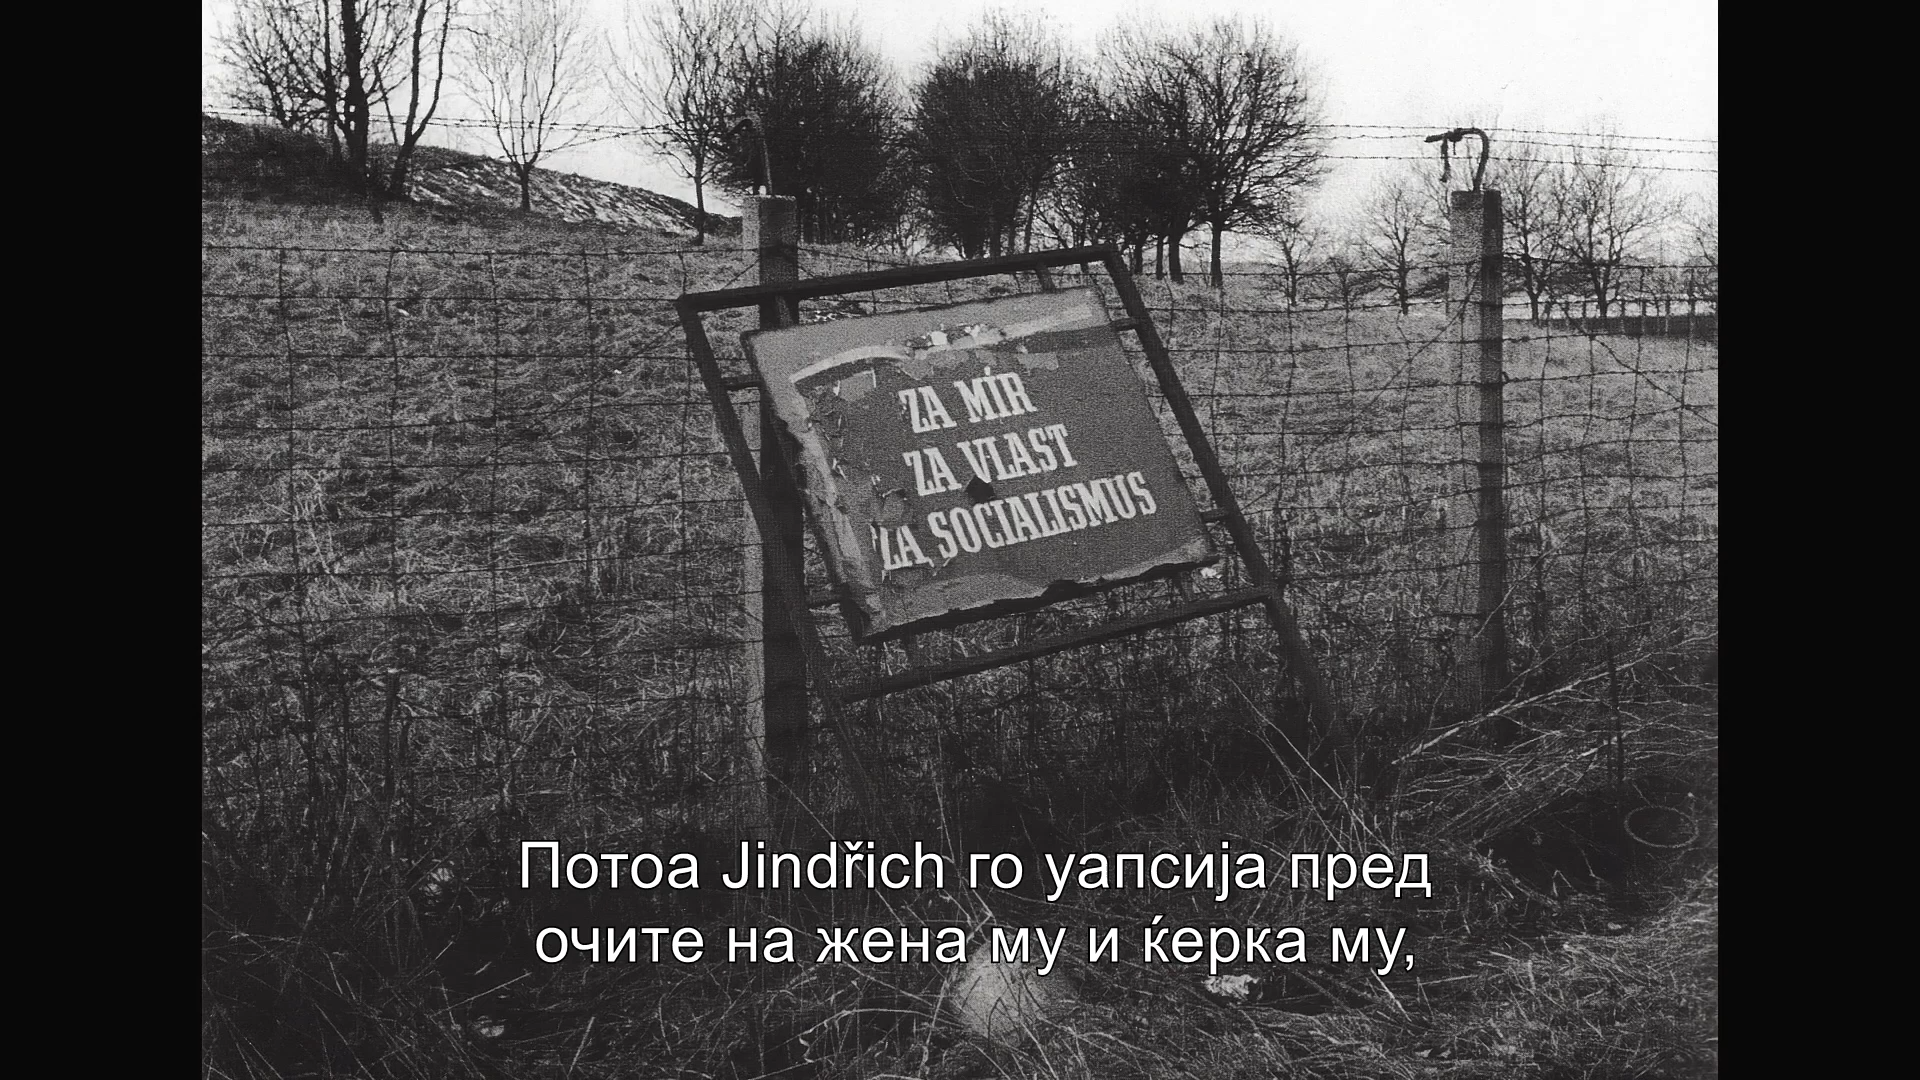 ZA MÍR
ZA VLAST
ZA SOCIALISMUS
Потоа Jindřich го уапсија пред
очите на жена му и ќерка му,